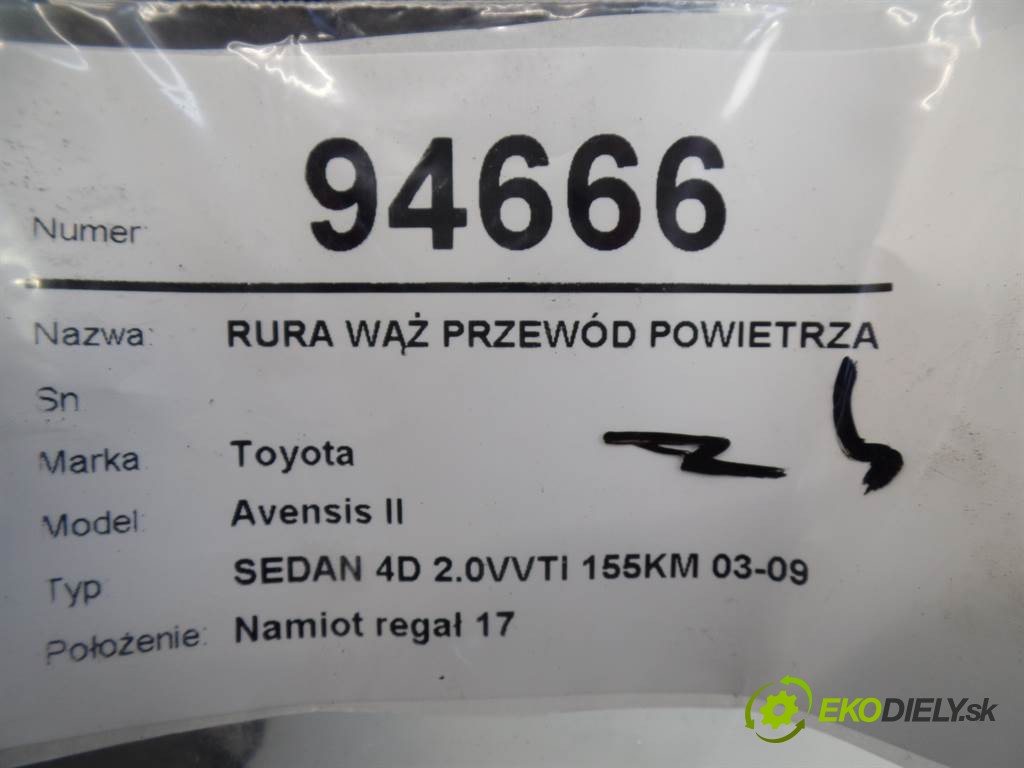 Numer: 94666
Nazwa: RURA WĄŻ PRZEWÓD POWIETRZA
Sn
Marka Toyota
Model: Avensis II
Typ SEDAN 4D 2.0VVTI 155KM 03-09
Położenie: Namiot regał 17
EKODIELY.sk